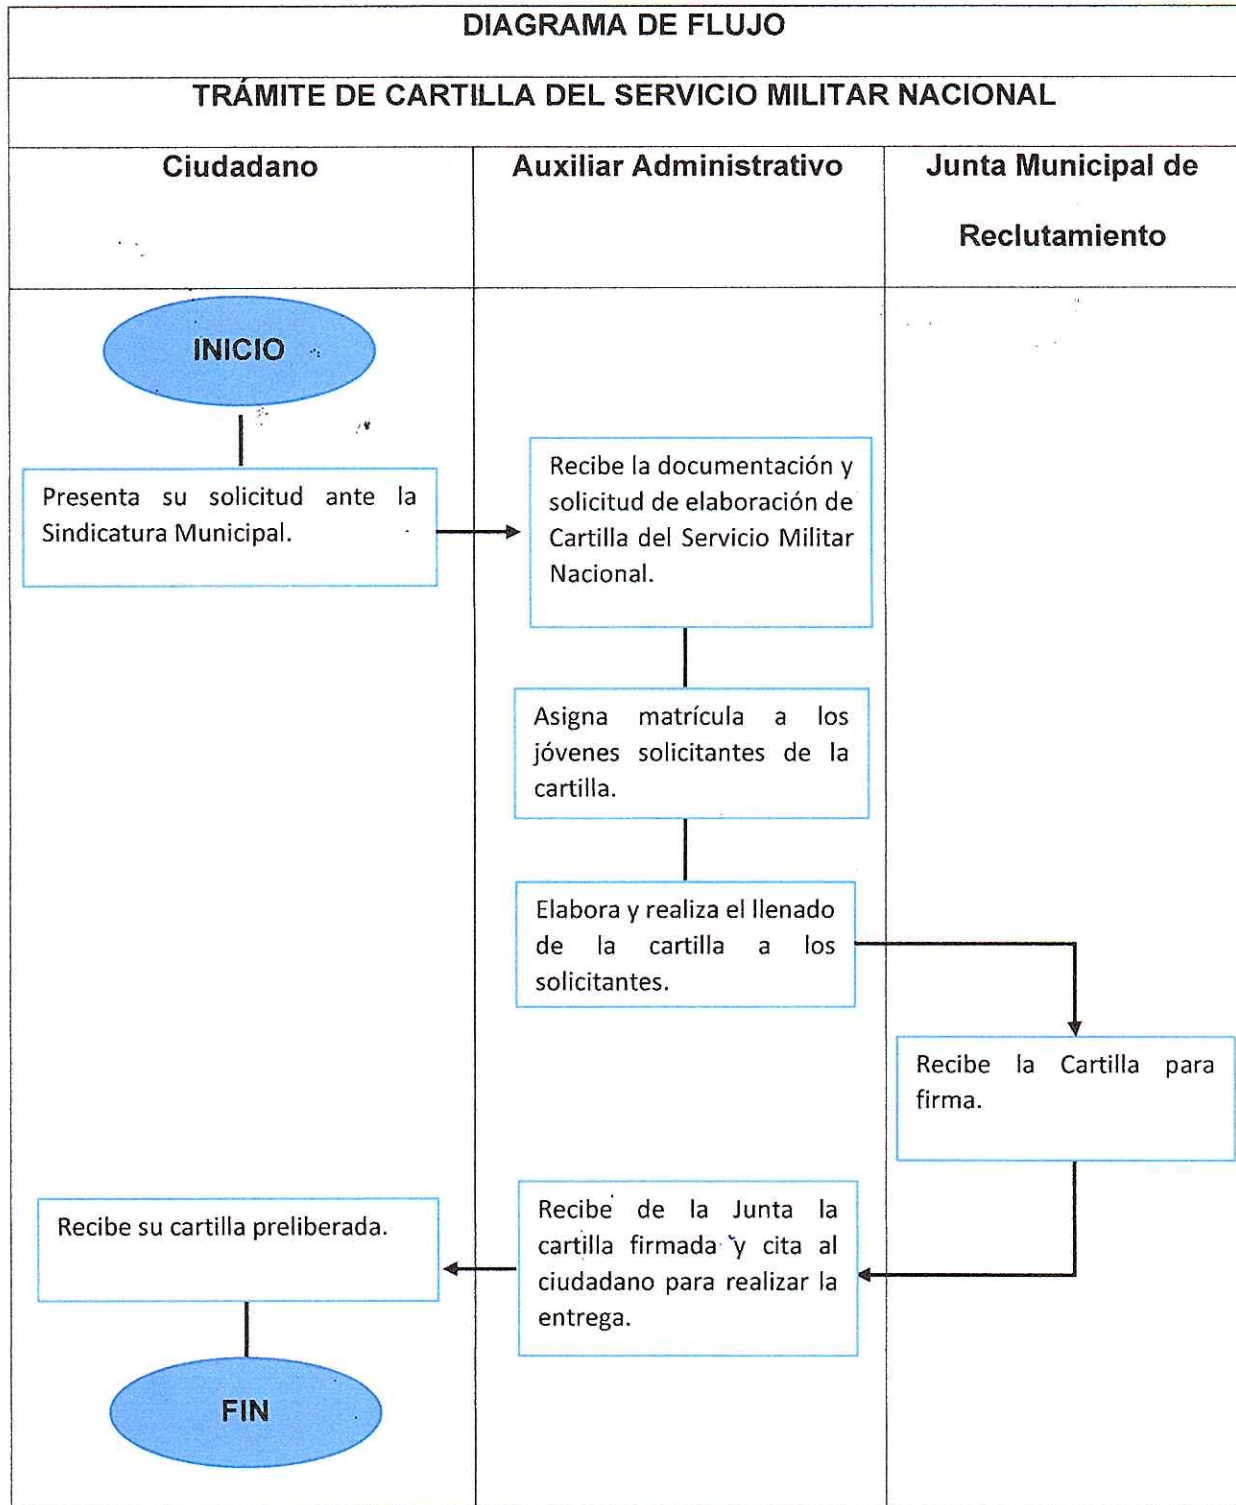 DIAGRAMA DE FLUJO
TRÁMITE DE CARTILLA DEL SERVICIO MILITAR NACIONAL
Ciudadano
Auxiliar Administrativo
Junta Municipal de
Reclutamiento
INICIO
Presenta su solicitud ante la
Sindicatura Municipal.
Recibe la documentación y
solicitud de elaboración de
Cartilla del Servicio Militar
Nacional.
Asigna matrícula a los
jóvenes solicitantes de la
cartilla.
Elabora y realiza el llenado
de la cartilla a los
solicitantes.
Recibe la Cartilla para
firma.
Recibe de la Junta la
cartilla firmada y cita al
ciudadano para realizar la
entrega.
Recibe su cartilla preliberada.
FIN